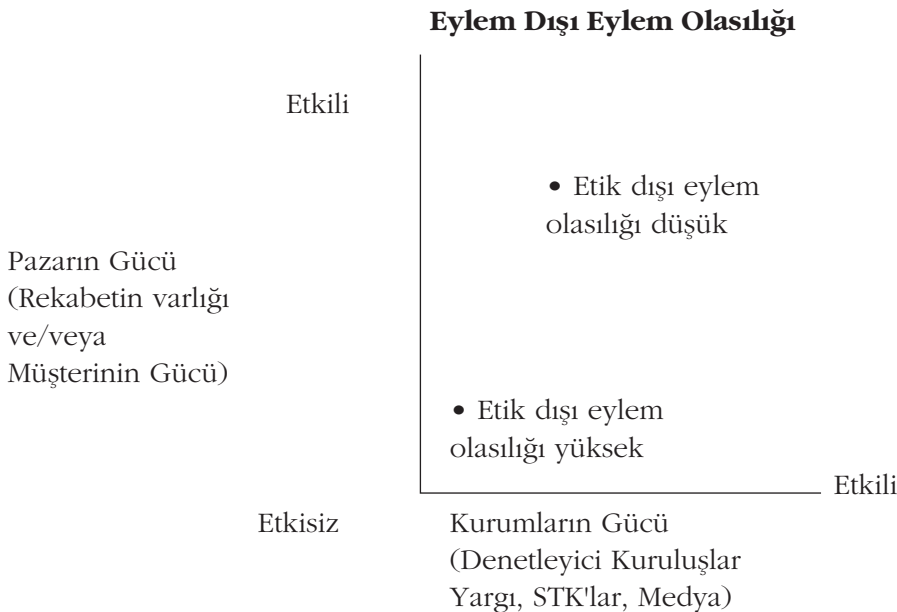 Eylem Dışı Eylem Olasılığı
Etkili
• Etik dışı eylem
olasılığı düşük
Pazarın Gücü
(Rekabetin varlığı
ve/veya
Müşterinin Gücü)
• Etik dışı eylem
olasılığı yüksek
Etkili
Etkisiz
Kurumların Gücü
(Denetleyici Kuruluşlar
Yargı, STK'lar, Medya)